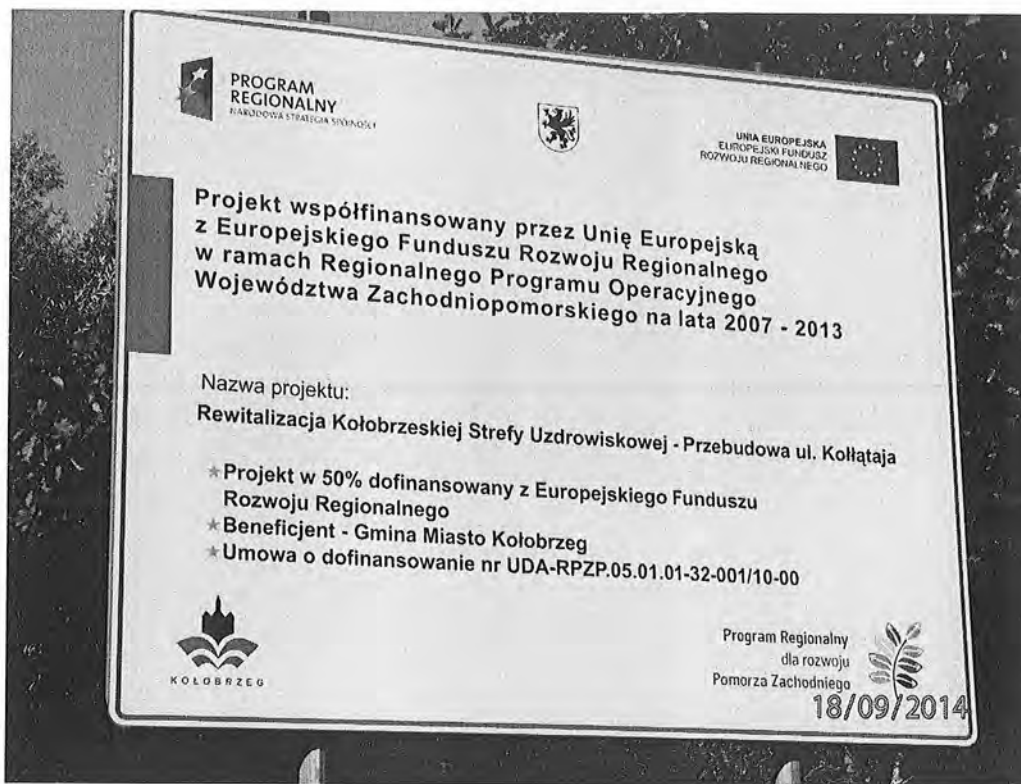 PROGRAM
REGIONALNY
NARODOWA STRATEGIA SPÓJNOŚCI
UNIA EUROPEJSKA
EUROPEJSKI FUNDUSZ
ROZWOJU REGIONALNEGO
Projekt współfinansowany przez Unię Europejską
z Europejskiego Funduszu Rozwoju Regionalnego
w ramach Regionalnego Programu Operacyjnego
Województwa Zachodniopomorskiego na lata 2007 - 2013
Nazwa projektu:
Rewitalizacja Kołobrzeskiej Strefy Uzdrowiskowej - Przebudowa ul. Kołłątaja
Projekt w 50% dofinansowany z Europejskiego Funduszu
Rozwoju Regionalnego
Beneficjent - Gmina Miasto Kołobrzeg
Umowa o dofinansowanie nr UDA-RPZP.05.01.01-32-001/10-00
KOŁOBRZEG
Program Regionalny
dla rozwoju
Pomorza Zachodniego
18/09/2014